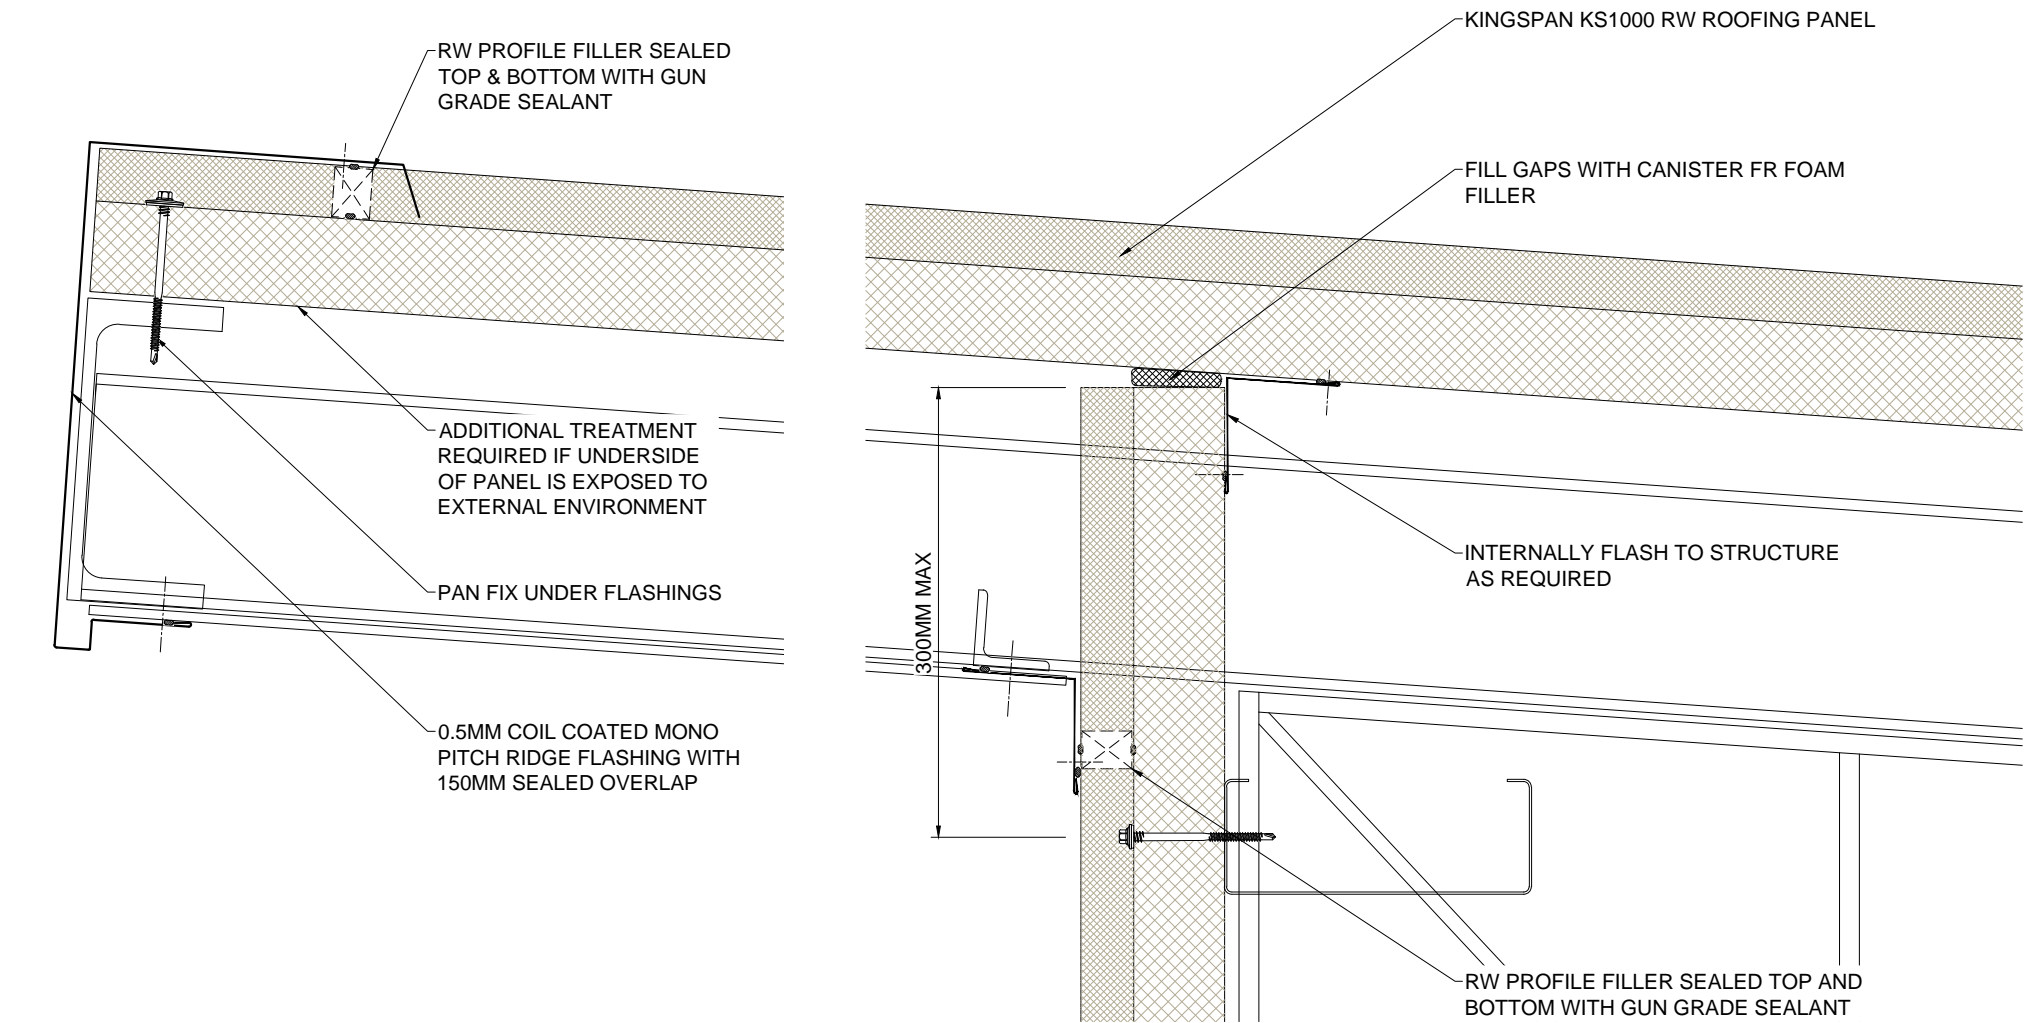 KINGSPAN KS1000 RW ROOFING PANEL
RW PROFILE FILLER SEALED
TOP & BOTTOM WITH GUN
GRADE SEALANT
FILL GAPS WITH CANISTER FR FOAM
FILLER
ADDITIONAL TREATMENT
REQUIRED IF UNDERSIDE
OF PANEL IS EXPOSED TO
EXTERNAL ENVIRONMENT
INTERNALLY FLASH TO STRUCTURE
AS REQUIRED
PAN FIX UNDER FLASHINGS
300MM MAX
0.5MM COIL COATED MONO
PITCH RIDGE FLASHING WITH
150MM SEALED OVERLAP
RW PROFILE FILLER SEALED TOP AND
BOTTOM WITH GUN GRADE SEALANT